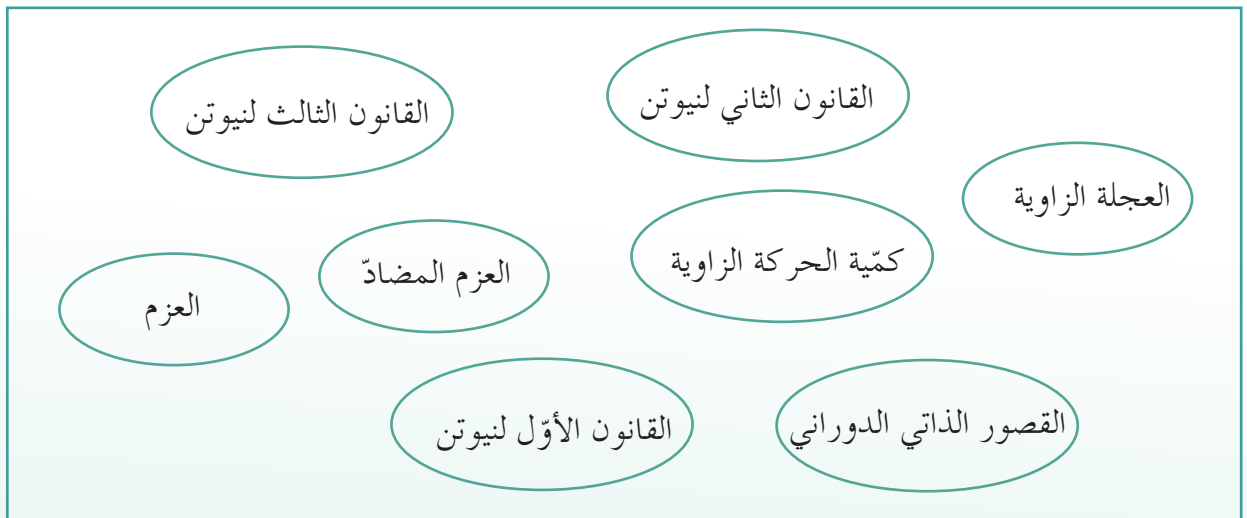 القانون الثاني لنيوتن
القانون الثالث لنيوتن
العجلة الزاوية
كمّية الحركة الزاوية
العزم المضادّ
العزم
القصور الذاتي الدوراني
القانون الأوّل لنيوتن